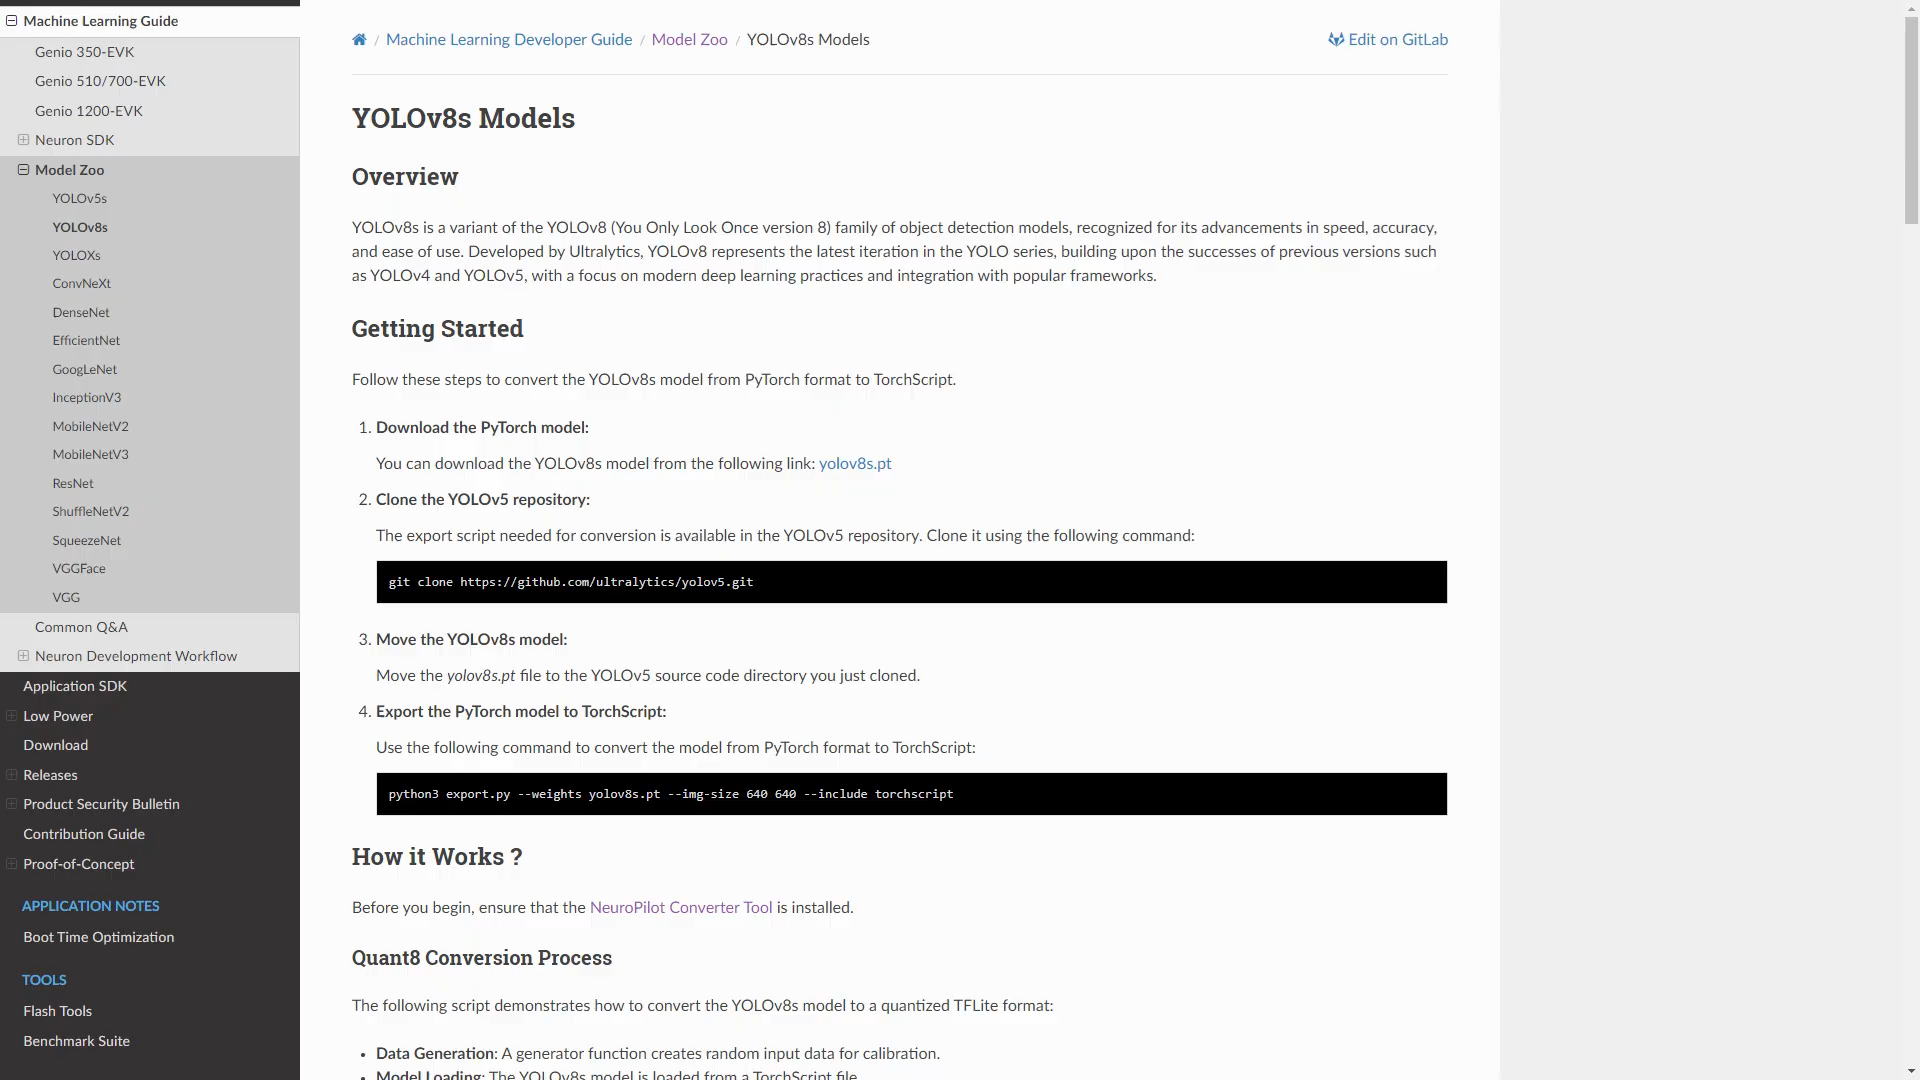 Machine Learning Guide
Genio 350-EVK
Genio 510/700-EVK
Genio 1200-EVK
Neuron SDK
Model Zoo
YOLOv5s
YOLOv8s
YOLOXs
ConvNeXt
DenseNet
EfficientNet
GoogLeNet
InceptionV3
MobileNetV2
MobileNetV3
ResNet
ShuffleNetV2
SqueezeNet
VGGFace
VGG
Common Q&A
Neuron Development Workflow
Application SDK
Low Power
Download
Releases
Product Security Bulletin
Contribution Guide
Proof-of-Concept
APPLICATION NOTES
Boot Time Optimization
TOOLS
Flash Tools
Benchmark Suite
/ Machine Learning Developer Guide / Model Zoo / YOLOv8s Models
Edit on GitLab
YOLOv8s Models
Overview
YOLOv8s is a variant of the YOLOv8 (You Only Look Once version 8) family of object detection models, recognized for its advancements in speed, accuracy,
and ease of use. Developed by Ultralytics, YOLOv8 represents the latest iteration in the YOLO series, building upon the successes of previous versions such
as YOLOv4 and YOLOv5, with a focus on modern deep learning practices and integration with popular frameworks.
Getting Started
Follow these steps to convert the YOLOv8s model from PyTorch format to TorchScript.
1. Download the PyTorch model:
You can download the YOLOv8s model from the following link: yolov8s.pt
2. Clone the YOLOv5 repository:
The export script needed for conversion is available in the YOLOv5 repository. Clone it using the following command:
git clone https://github.com/ultralytics/yolov5.git
3. Move the YOLOv8s model:
Move the yolov8s.pt file to the YOLOv5 source code directory you just cloned.
4. Export the PyTorch model to TorchScript:
Use the following command to convert the model from PyTorch format to TorchScript:
python3 export.py --weights yolov8s.pt --img-size 640 640 --include torchscript
How it Works ?
Before you begin, ensure that the NeuroPilot Converter Tool is installed.
Quant8 Conversion Process
The following script demonstrates how to convert the YOLOv8s model to a quantized TFLite format:
• Data Generation: A generator function creates random input data for calibration.
• Model Loading: The YOLOv8s model is loaded from a TorchScript file.